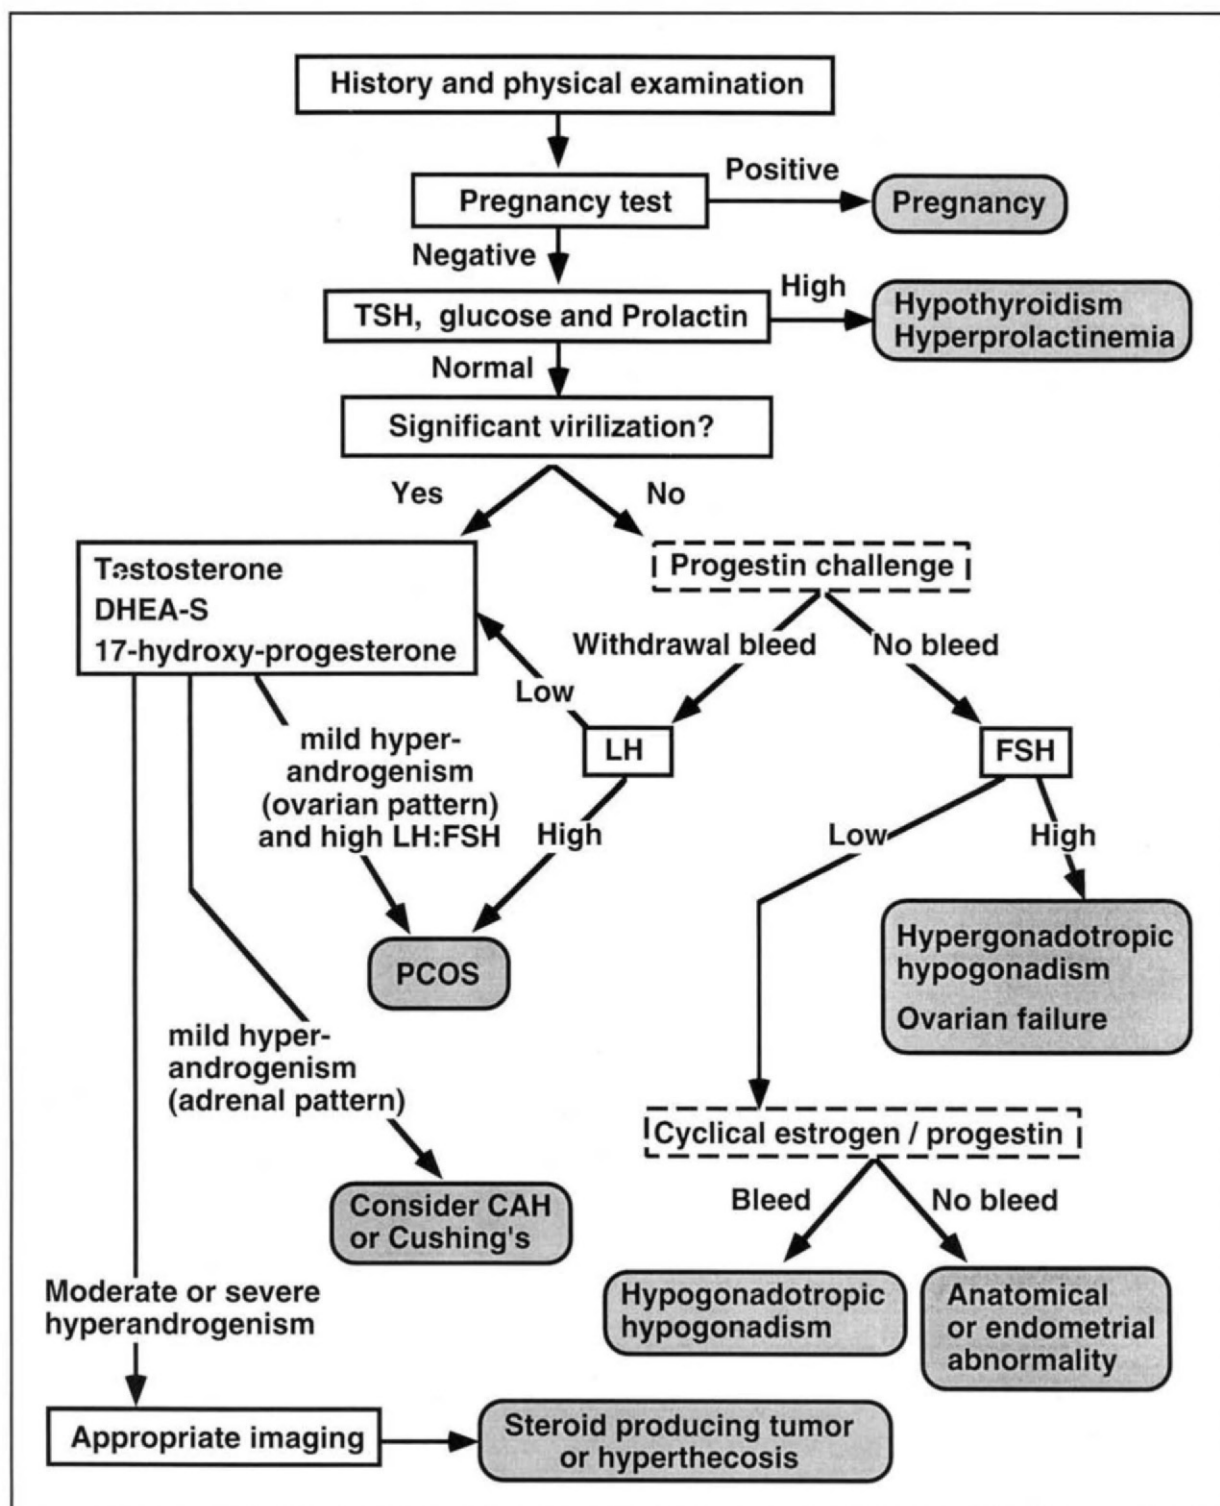 History and physical examination
Positive
Pregnancy test
Pregnancy
Negative
High
TSH, glucose and Prolactin
Hypothyroidism
Hyperprolactinemia
Normal
Significant virilization?
Yes
No
Testosterone
DHEA-S
17-hydroxy-progesterone
Progestin challenge
Withdrawal bleed
No bleed
Low
LH
FSH
mild hyper-
androgenism
(ovarian pattern)
and high LH:FSH
High
Low
High
PCOS
Hypergonadotropic
hypogonadism
Ovarian failure
mild hyper-
androgenism
(adrenal pattern)
Cyclical estrogen / progestin
Consider CAH
or Cushing's
Bleed
No bleed
Moderate or severe
hyperandrogenism
Hypogonadotropic
hypogonadism
Anatomical
or endometrial
abnormality
Appropriate imaging
Steroid producing tumor
or hyperthecosis